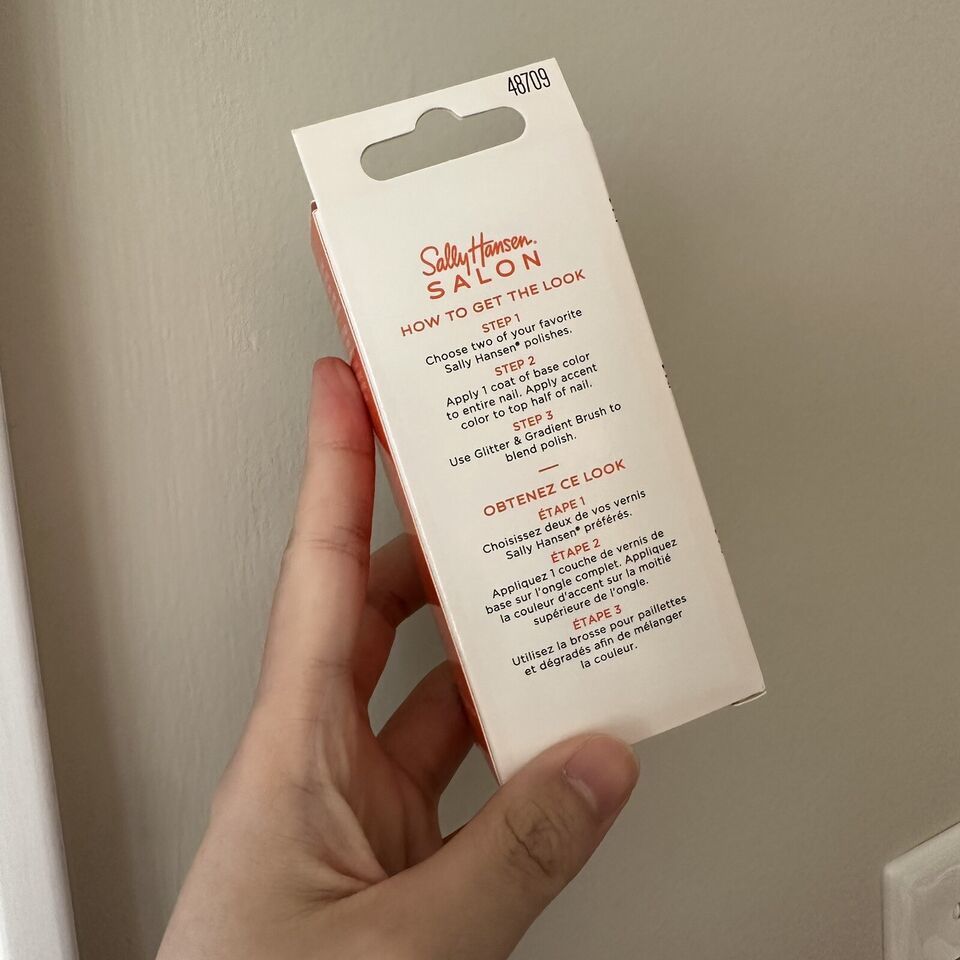 48709
Sally Hansen.
SALON
HOW TO GET THE LOOK
STEP 1
Choose two of your favorite
Sally Hansen® polishes.
STEP 2
Apply 1 coat of base color
to entire nail. Apply accent
color to top half of nail.
STEP 3
Use Glitter & Gradient Brush to
blend polish.
OBTENEZ CE LOOK
ÉTAPE 1
Choisissez deux de vos vernis
Sally Hansen® préférés.
ÉTAPE 2
Appliquez 1 couche de vernis de
base sur l'ongle complet. Appliquez
la couleur d'accent sur la moitié
supérieure de l'ongle.
ÉTAPE 3
Utilisez la brosse pour paillettes
et dégradés afin de mélanger
la couleur.